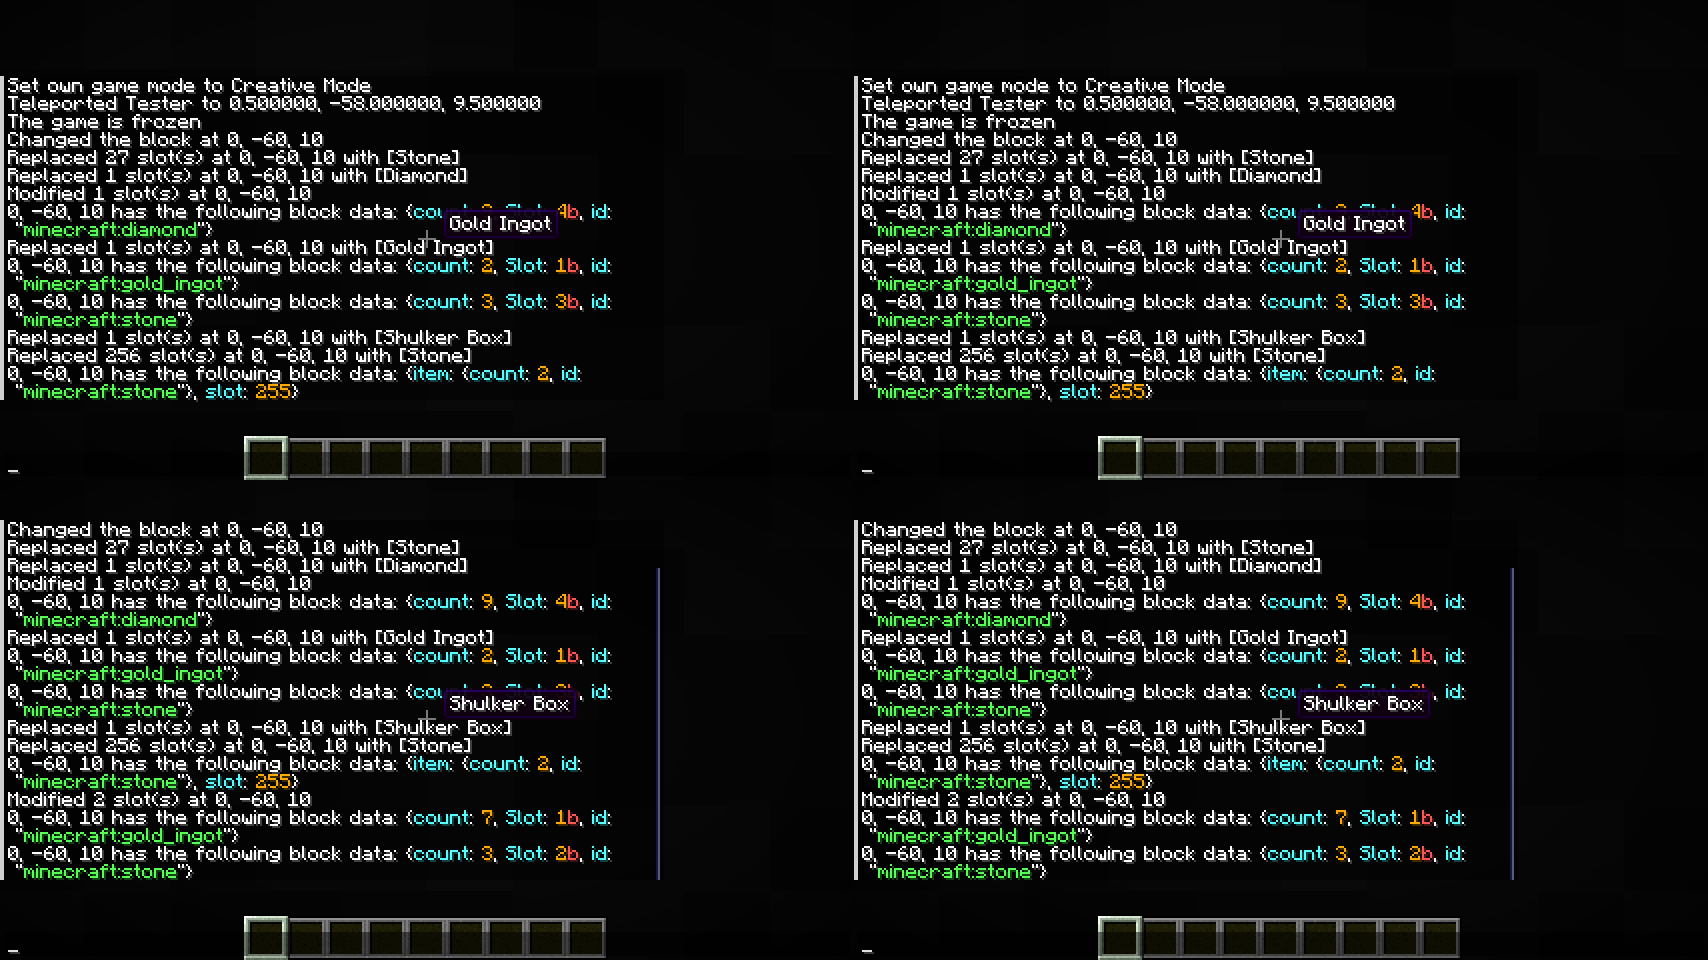 Set own game mode to Creative Mode
Teleported Tester to 0.500000, -58.000000, 9.500000
The game is frozen
Changed the block at 0, -60, 10
Replaced 27 slot(s) at 0, -60, 10 with [Stone]
Replaced 1 slot(s) at 0, -60, 10 with [Diamond]
Modified 1 slot(s) at 0, -60, 10
0, -60, 10 has the following block data: {cou 4b, id:
Gold Ingot
"minecraft:diamond"}
Replaced 1 slot(s) at 0, -60, 10 with [Gold Ingot]
0, -60, 10 has the following block data: {count: 2, Slot: 1b, id:
"minecraft:gold_ingot"}
0, -60, 10 has the following block data: {count: 3, Slot: 3b, id:
"minecraft:stone"}
Replaced 1 slot(s) at 0, -60, 10 with [Shulker Box]
Replaced 256 slot(s) at 0, -60, 10 with [Stone]
0, -60, 10 has the following block data: {item: {count: 2, id:
"minecraft:stone"}, slot: 255}
_
Set own game mode to Creative Mode
Teleported Tester to 0.500000, -58.000000, 9.500000
The game is frozen
Changed the block at 0, -60, 10
Replaced 27 slot(s) at 0, -60, 10 with [Stone]
Replaced 1 slot(s) at 0, -60, 10 with [Diamond]
Modified 1 slot(s) at 0, -60, 10
0, -60, 10 has the following block data: {cou 4b, id:
Gold Ingot
"minecraft:diamond"}
Replaced 1 slot(s) at 0, -60, 10 with [Gold Ingot]
0, -60, 10 has the following block data: {count: 2, Slot: 1b, id:
"minecraft:gold_ingot"}
0, -60, 10 has the following block data: {count: 3, Slot: 3b, id:
"minecraft:stone"}
Replaced 1 slot(s) at 0, -60, 10 with [Shulker Box]
Replaced 256 slot(s) at 0, -60, 10 with [Stone]
0, -60, 10 has the following block data: {item: {count: 2, id:
"minecraft:stone"}, slot: 255}
_
Changed the block at 0, -60, 10
Replaced 27 slot(s) at 0, -60, 10 with [Stone]
Replaced 1 slot(s) at 0, -60, 10 with [Diamond]
Modified 1 slot(s) at 0, -60, 10
0, -60, 10 has the following block data: {count: 9, Slot: 4b, id:
"minecraft:diamond"}
Replaced 1 slot(s) at 0, -60, 10 with [Gold Ingot]
0, -60, 10 has the following block data: {count: 2, Slot: 1b, id:
"minecraft:gold_ingot"}
0, -60, 10 has the following block data: {cou id:
Shulker Box
"minecraft:stone"}
Replaced 1 slot(s) at 0, -60, 10 with [Shulker Box]
Replaced 256 slot(s) at 0, -60, 10 with [Stone]
0, -60, 10 has the following block data: {item: {count: 2, id:
"minecraft:stone"}, slot: 255}
Modified 2 slot(s) at 0, -60, 10
0, -60, 10 has the following block data: {count: 7, Slot: 1b, id:
"minecraft:gold_ingot"}
0, -60, 10 has the following block data: {count: 3, Slot: 2b, id:
"minecraft:stone"}
_
Changed the block at 0, -60, 10
Replaced 27 slot(s) at 0, -60, 10 with [Stone]
Replaced 1 slot(s) at 0, -60, 10 with [Diamond]
Modified 1 slot(s) at 0, -60, 10
0, -60, 10 has the following block data: {count: 9, Slot: 4b, id:
"minecraft:diamond"}
Replaced 1 slot(s) at 0, -60, 10 with [Gold Ingot]
0, -60, 10 has the following block data: {count: 2, Slot: 1b, id:
"minecraft:gold_ingot"}
0, -60, 10 has the following block data: {cou id:
Shulker Box
"minecraft:stone"}
Replaced 1 slot(s) at 0, -60, 10 with [Shulker Box]
Replaced 256 slot(s) at 0, -60, 10 with [Stone]
0, -60, 10 has the following block data: {item: {count: 2, id:
"minecraft:stone"}, slot: 255}
Modified 2 slot(s) at 0, -60, 10
0, -60, 10 has the following block data: {count: 7, Slot: 1b, id:
"minecraft:gold_ingot"}
0, -60, 10 has the following block data: {count: 3, Slot: 2b, id:
"minecraft:stone"}
_